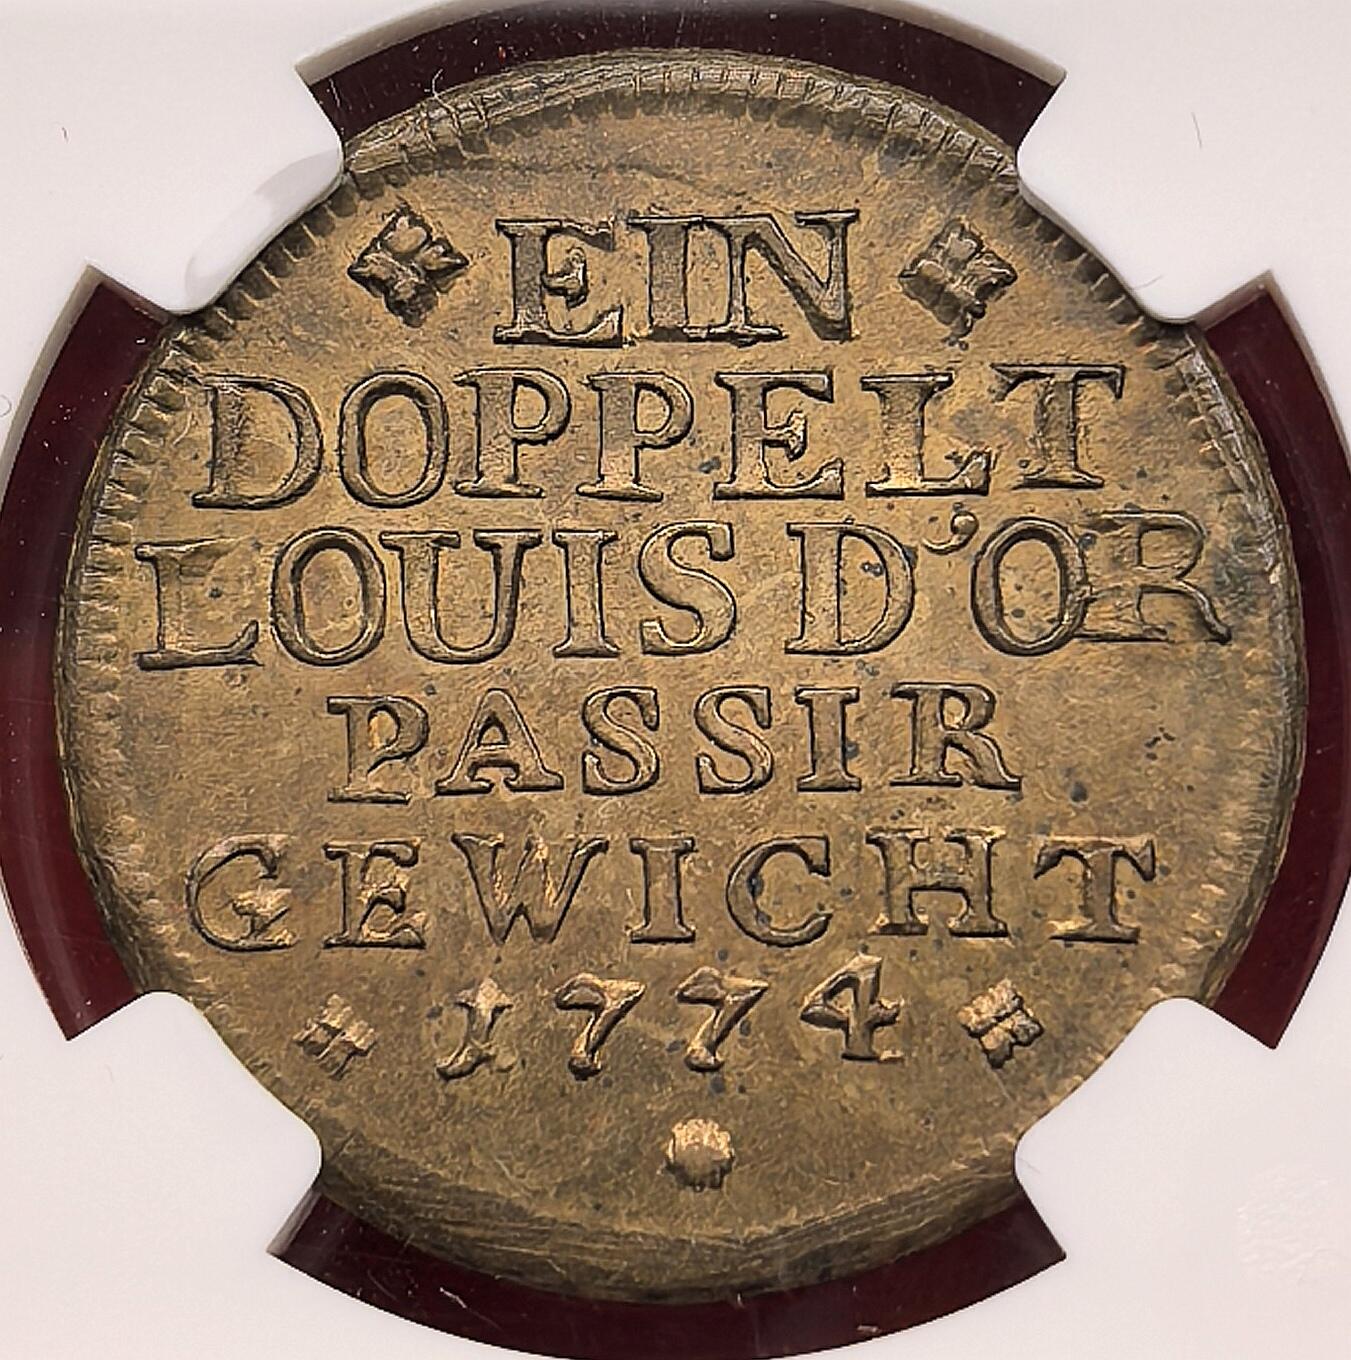 EIN
DOPPELT
LOUIS D'OR
PASSIR
GEWICHT
1774